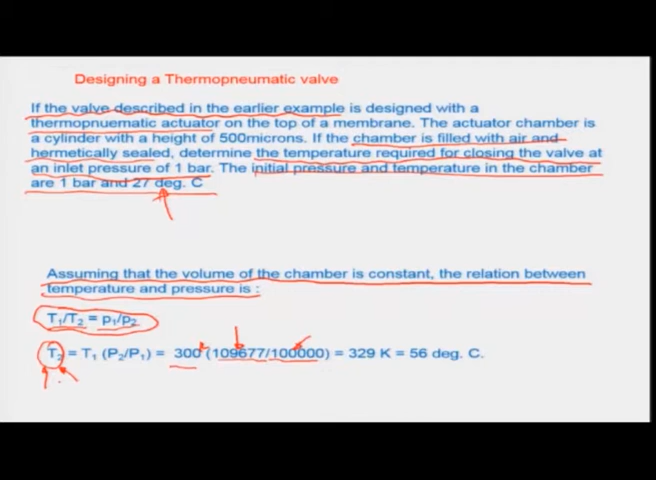 Designing a Thermopneumatic valve
If the valve described in the earlier example is designed with a
thermopnuematic actuator on the top of a membrane. The actuator chamber is
a cylinder with a height of 500microns. If the chamber is filled with air and
hermetically sealed, determine the temperature required for closing the valve at
an inlet pressure of 1 bar. The initial pressure and temperature in the chamber
are 1 bar and 27 deg. C
Assuming that the volume of the chamber is constant, the relation between
temperature and pressure is :
T₁/T₂ = p₁/p₂
T₂ = T₁ (P₂/P₁) = 300 (109677/100000) = 329 K = 56 deg. C.